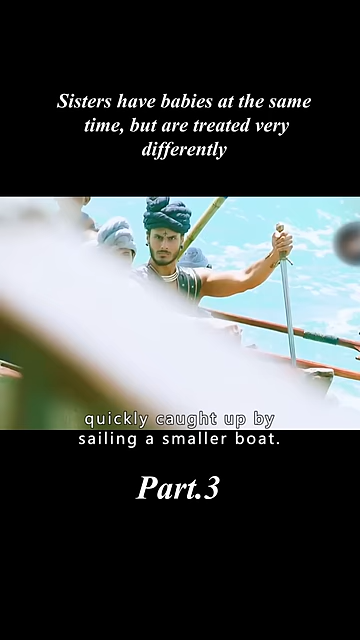 Sisters have babies at the same
time, but are treated very
differently
quickly caught up by
sailing a smaller boat.
Part.3